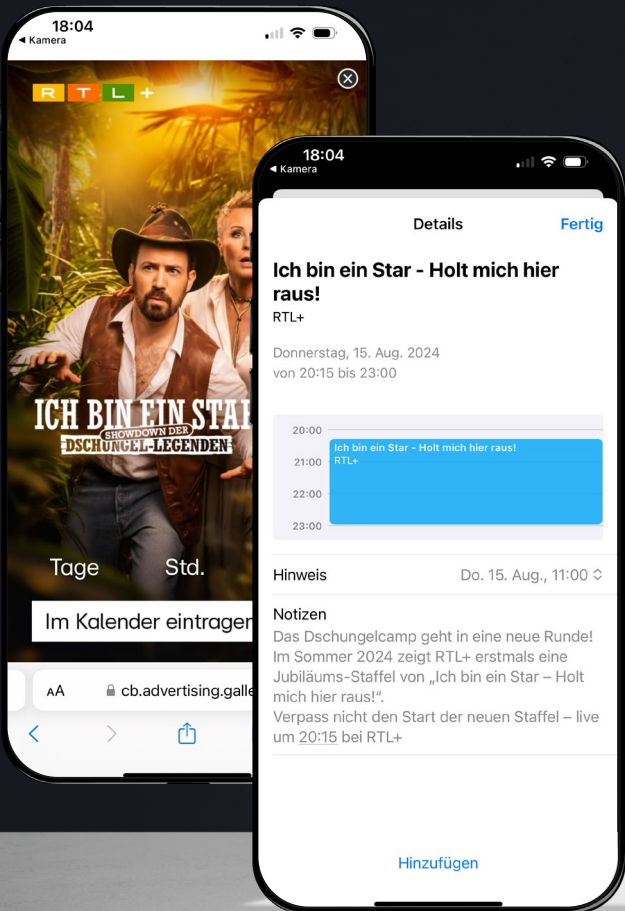 18:04
◀ Kamera
RTL+
ICH BIN EIN STAR
SHOWDOWN DER
DSCHUNGEL-LEGENDEN
Tage Std.
Im Kalender eintragen
AA cb.advertising.galle
18:04
◀ Kamera
Details Fertig
Ich bin ein Star - Holt mich hier
raus!
RTL+
Donnerstag, 15. Aug. 2024
von 20:15 bis 23:00
20:00
Ich bin ein Star - Holt mich hier raus!
21:00 RTL+
22:00
23:00
Hinweis Do. 15. Aug., 11:00
Notizen
Das Dschungelcamp geht in eine neue Runde!
Im Sommer 2024 zeigt RTL+ erstmals eine
Jubiläums-Staffel von „Ich bin ein Star – Holt
mich hier raus!“.
Verpass nicht den Start der neuen Staffel – live
um 20:15 bei RTL+
Hinzufügen